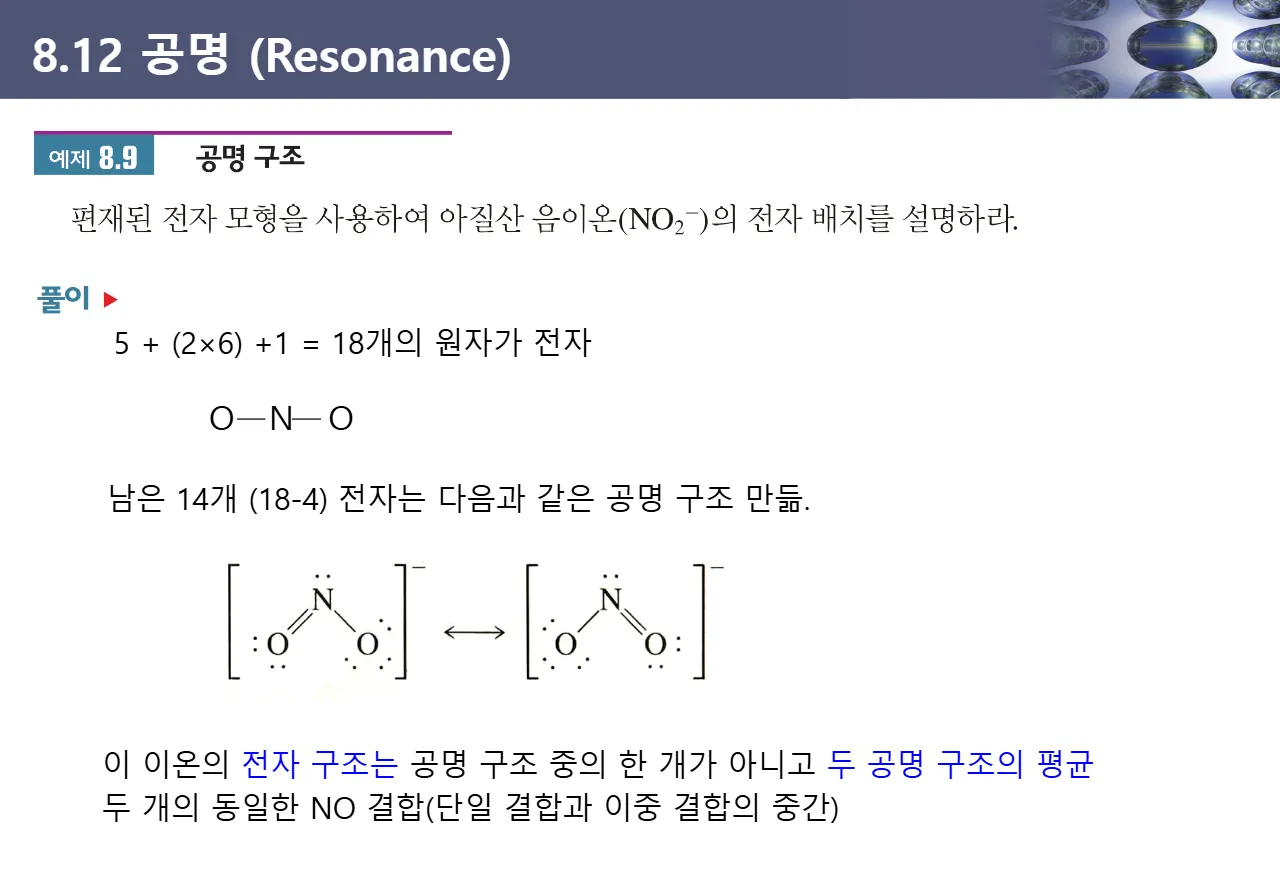 8.12 공명 (Resonance)
예제 8.9 공명 구조
편재된 전자 모형을 사용하여 아질산 음이온(NO₂⁻)의 전자 배치를 설명하라.
풀이 ▶
5 + (2×6) +1 = 18개의 원자가 전자
O—N—O
남은 14개 (18-4) 전자는 다음과 같은 공명 구조 만듦.
N N
O O O O
이 이온의 전자 구조는 공명 구조 중의 한 개가 아니고 두 공명 구조의 평균
두 개의 동일한 NO 결합(단일 결합과 이중 결합의 중간)